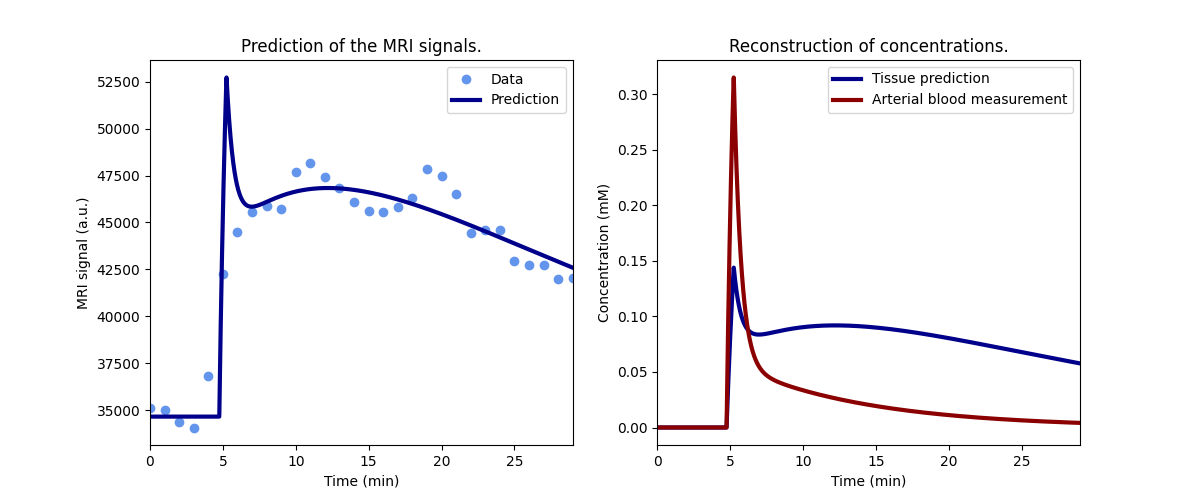 Prediction of the MRI signals.
MRI signal (a.u.)
52500
50000
47500
45000
42500
40000
37500
35000
0 5 10 15 20 25
Time (min)
Data
Prediction
Reconstruction of concentrations.
Concentration (mM)
0.30
0.25
0.20
0.15
0.10
0.05
0.00
0 5 10 15 20 25
Time (min)
Tissue prediction
Arterial blood measurement